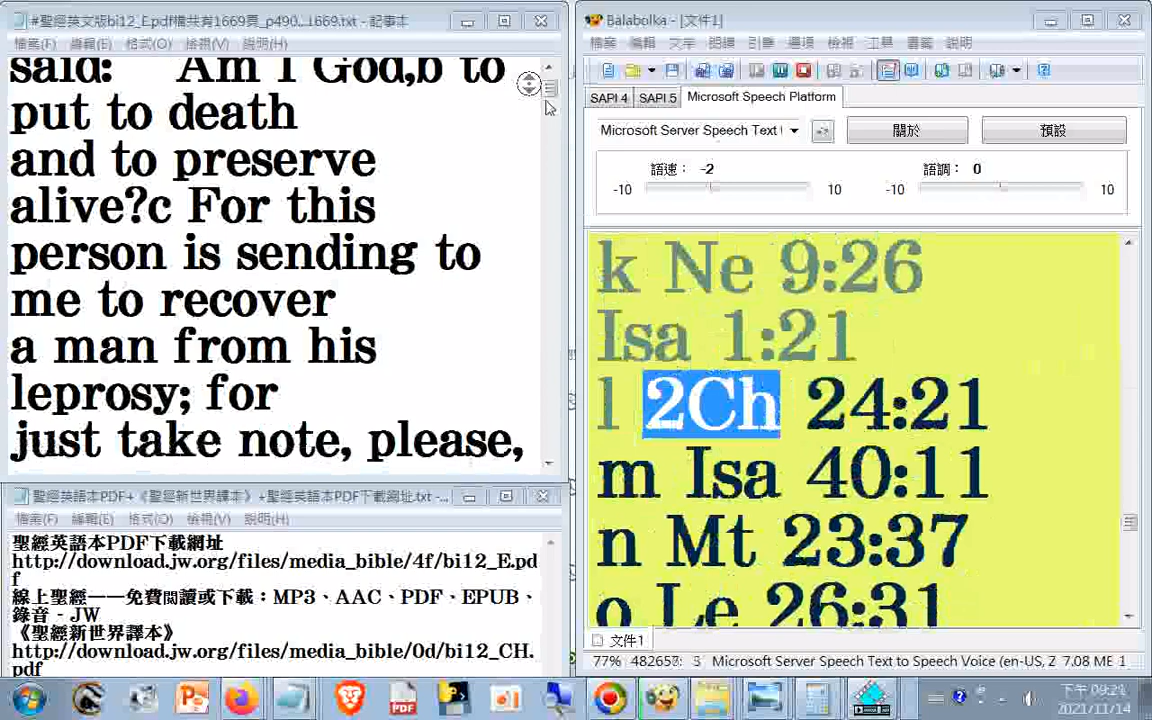 #聖經英文版bi12_E.pdf檔共有1669頁_p490...1669.txt - 記事本
檔案(F) 編輯(E) 格式(O) 檢視(V) 說明(H)
said: Am I God,b to
put to death
and to preserve
alive?c For this
person is sending to
me to recover
a man from his
leprosy; for
just take note, please,
聖經英語本PDF+《聖經新世界譯本》+聖經英語本PDF下載網址.txt - ...
檔案(F) 編輯(E) 格式(O) 檢視(V) 說明(H)
聖經英語本PDF下載網址
http://download.jw.org/files/media_bible/4f/bi12_E.pd
f
線上聖經——免費閱讀或下載：MP3、AAC、PDF、EPUB、
錄音 - JW
《聖經新世界譯本》
http://download.jw.org/files/media_bible/0d/bi12_CH.
pdf
Balabolka - [文件1]
檔案 編輯 文字 朗讀 引擎 選項 檢視 工具 書籤 說明
SAPI 4 SAPI 5 Microsoft Speech Platform
Microsoft Server Speech Text
關於 預設
語速： -2 語調： 0
-10 10 -10 10
k Ne 9:26
Isa 1:21
l 2Ch 24:21
m Isa 40:11
n Mt 23:37
o Le 26:31
文件1
77% Microsoft Server Speech Text to Speech Voice (en-US, Z 7.08 ME 1
下午 09:21
2021/11/14